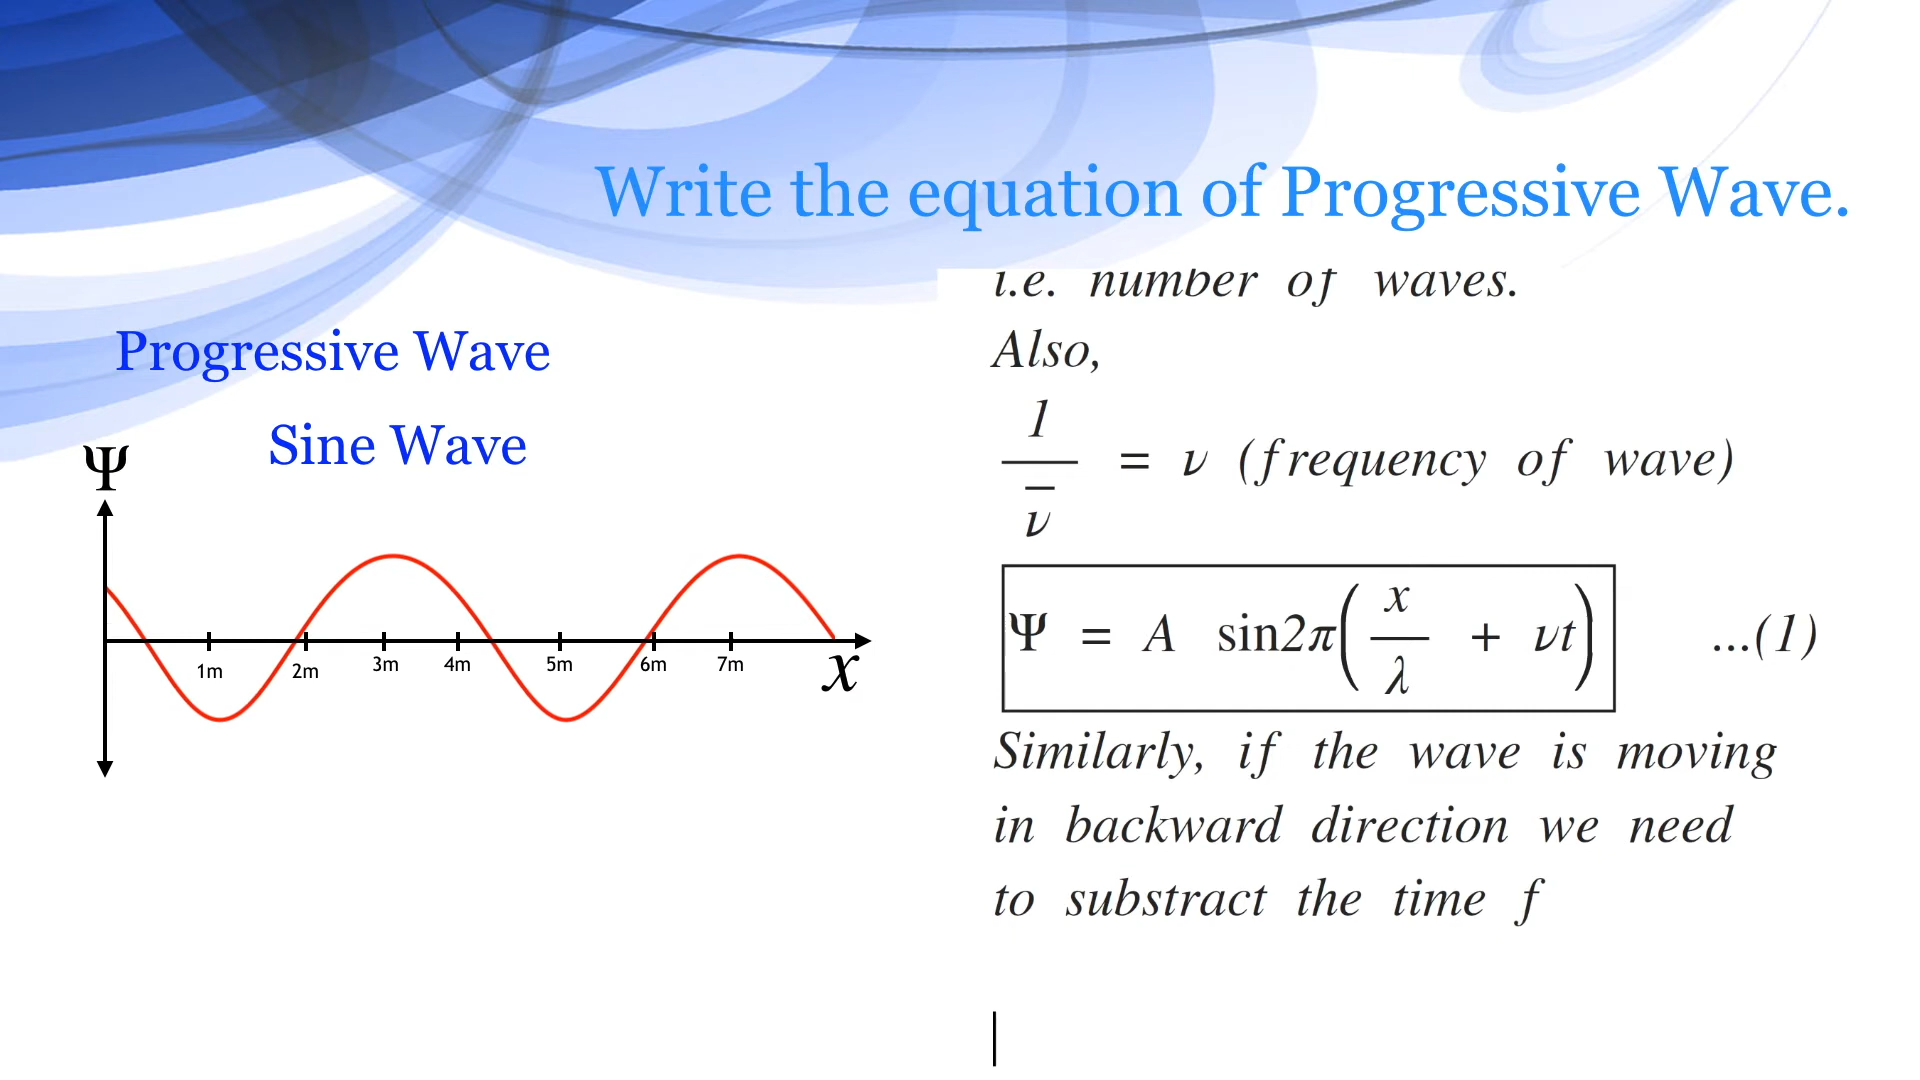 Write the equation of Progressive Wave.
Progressive Wave
Sine Wave
Ψ
1m 2m 3m 4m 5m 6m 7m
x
i.e. number of waves.
Also,
1
― = ν (frequency of wave)
ν̅
Ψ = A sin2π(x/λ + νt) ...(1)
Similarly, if the wave is moving
in backward direction we need
to substract the time f